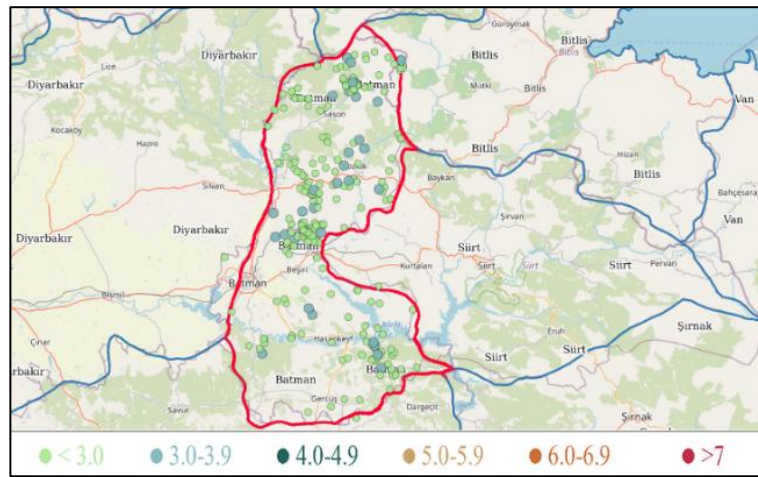 Güroymak
Diyarbakır
Bitlis
Bitlis
Lice
Bitlis
Diyarbakır
Batman
Mutki
Van
Sason
Kocaköy
Hazro
Bitlis
Hizan
Silvan
Baykan
Bitlis
Bahçesaray
Şirvan
Van
Diyarbakır
Diyarbakır
Batman
Siirt
Siirt
Siirt
Siirt
Pervari
Beşiri
Kurtalan
Batman
Bismil
Eruh
Şırnak
Çınar
Hasankeyf
Siirt
Siirt
Batman
Gercüş
Dargeçit
Savur
Şırnak
Şırnak
< 3.0 3.0-3.9 4.0-4.9 5.0-5.9 6.0-6.9 >7